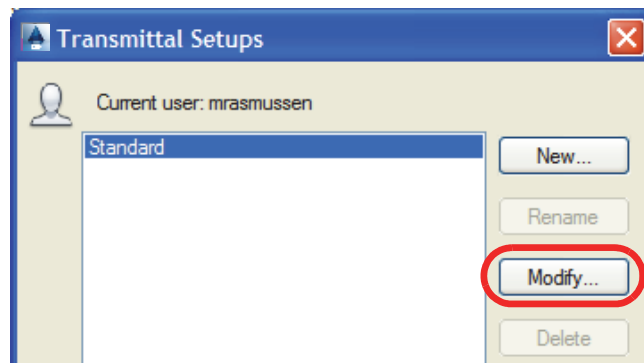 Transmittal Setups
Current user: mrasmussen
Standard
New...
Rename
Modify...
Delete